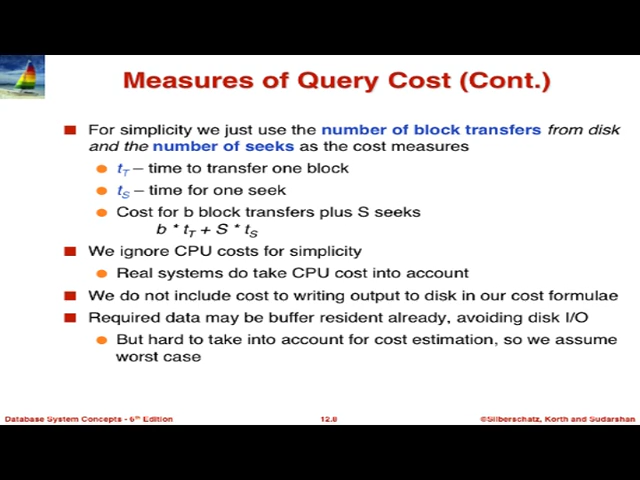 Measures of Query Cost (Cont.)
For simplicity we just use the number of block transfers from disk
and the number of seeks as the cost measures
tT – time to transfer one block
tS – time for one seek
Cost for b block transfers plus S seeks
b * tT + S * tS
We ignore CPU costs for simplicity
Real systems do take CPU cost into account
We do not include cost to writing output to disk in our cost formulae
Required data may be buffer resident already, avoiding disk I/O
But hard to take into account for cost estimation, so we assume
worst case
Database System Concepts - 6th Edition
12.8
©Silberschatz, Korth and Sudarshan